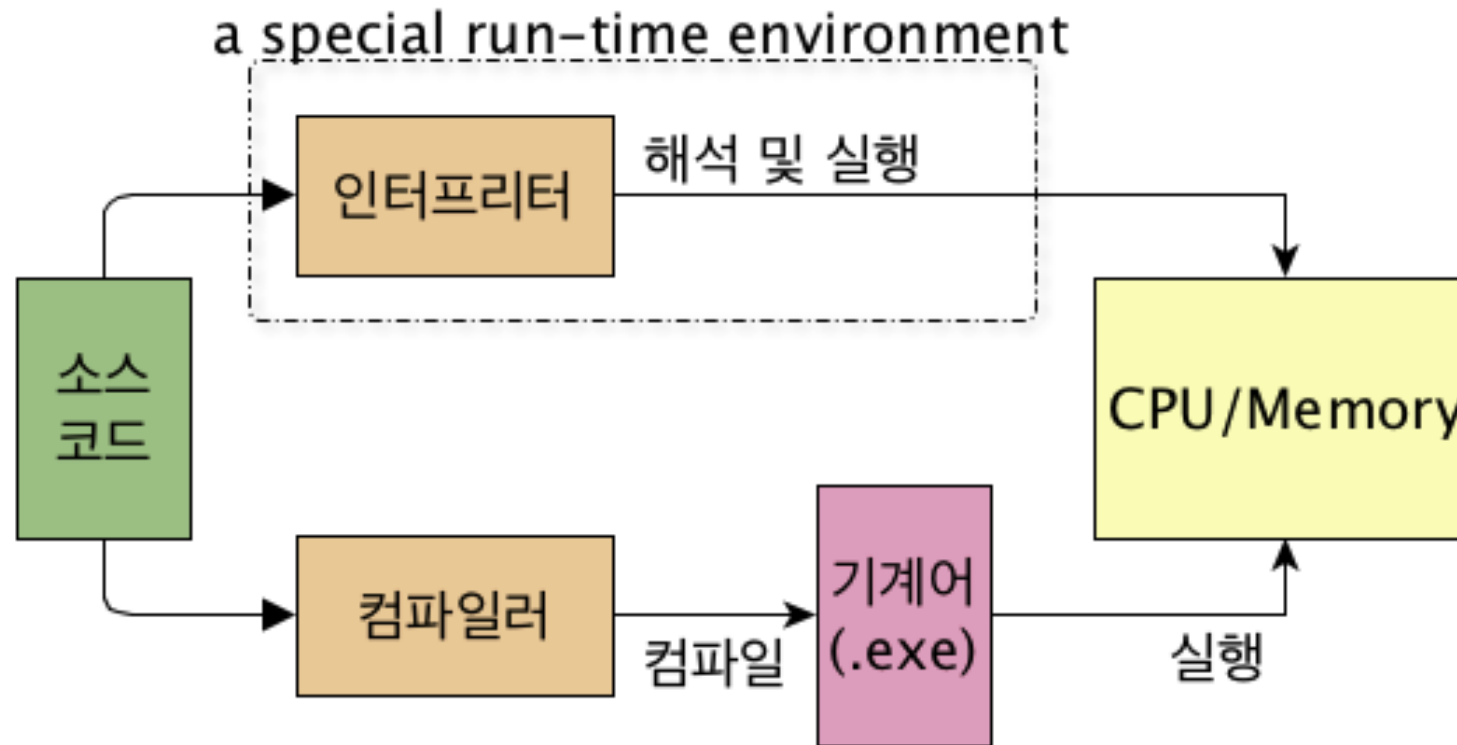 a special run-time environment
인터프리터
해석 및 실행
소스
코드
CPU/Memory
컴파일러
컴파일
기계어
(.exe)
실행